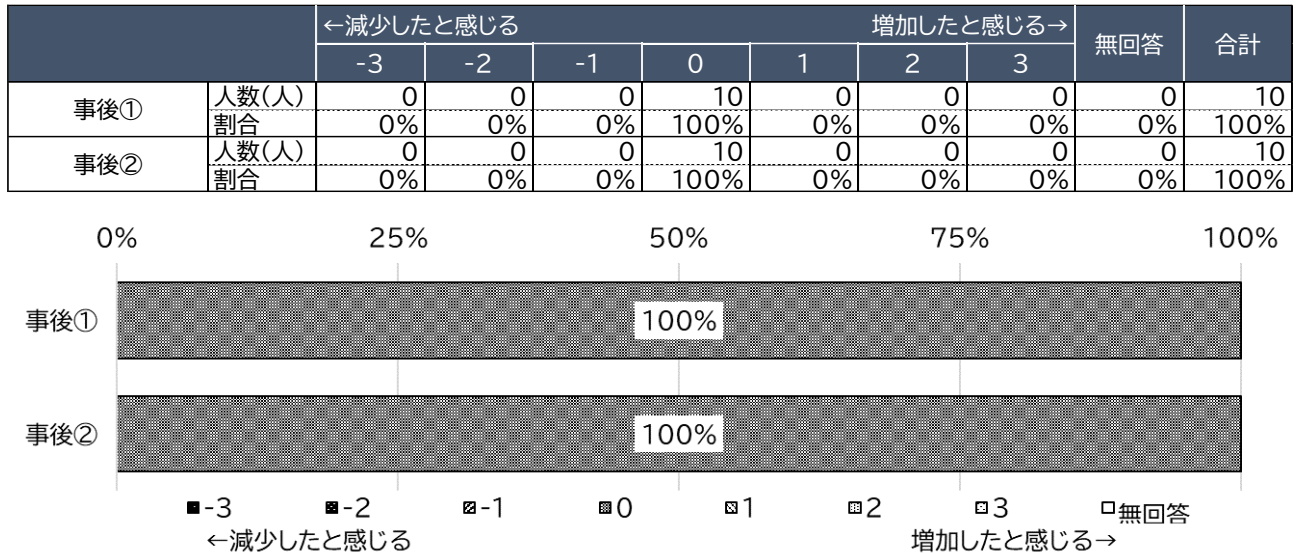 ←減少したと感じる 増加したと感じる→ 無回答 合計
-3 -2 -1 0 1 2 3
事後① 人数(人) 0 0 0 10 0 0 0 0 10
割合 0% 0% 0% 100% 0% 0% 0% 0% 100%
事後② 人数(人) 0 0 0 10 0 0 0 0 10
割合 0% 0% 0% 100% 0% 0% 0% 0% 100%
0% 25% 50% 75% 100%
事後① 100%
事後② 100%
-3 -2 -1 0 1 2 3 無回答
←減少したと感じる 増加したと感じる→